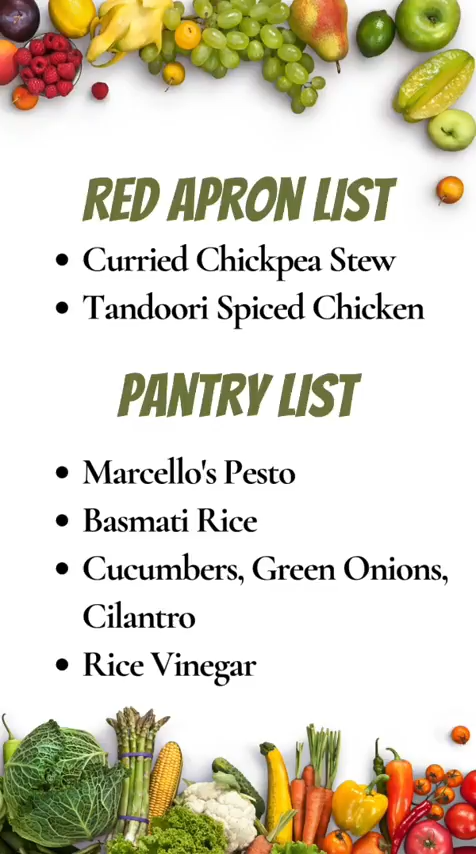 RED APRON LIST
• Curried Chickpea Stew
• Tandoori Spiced Chicken
PANTRY LIST
• Marcello's Pesto
• Basmati Rice
• Cucumbers, Green Onions,
Cilantro
• Rice Vinegar